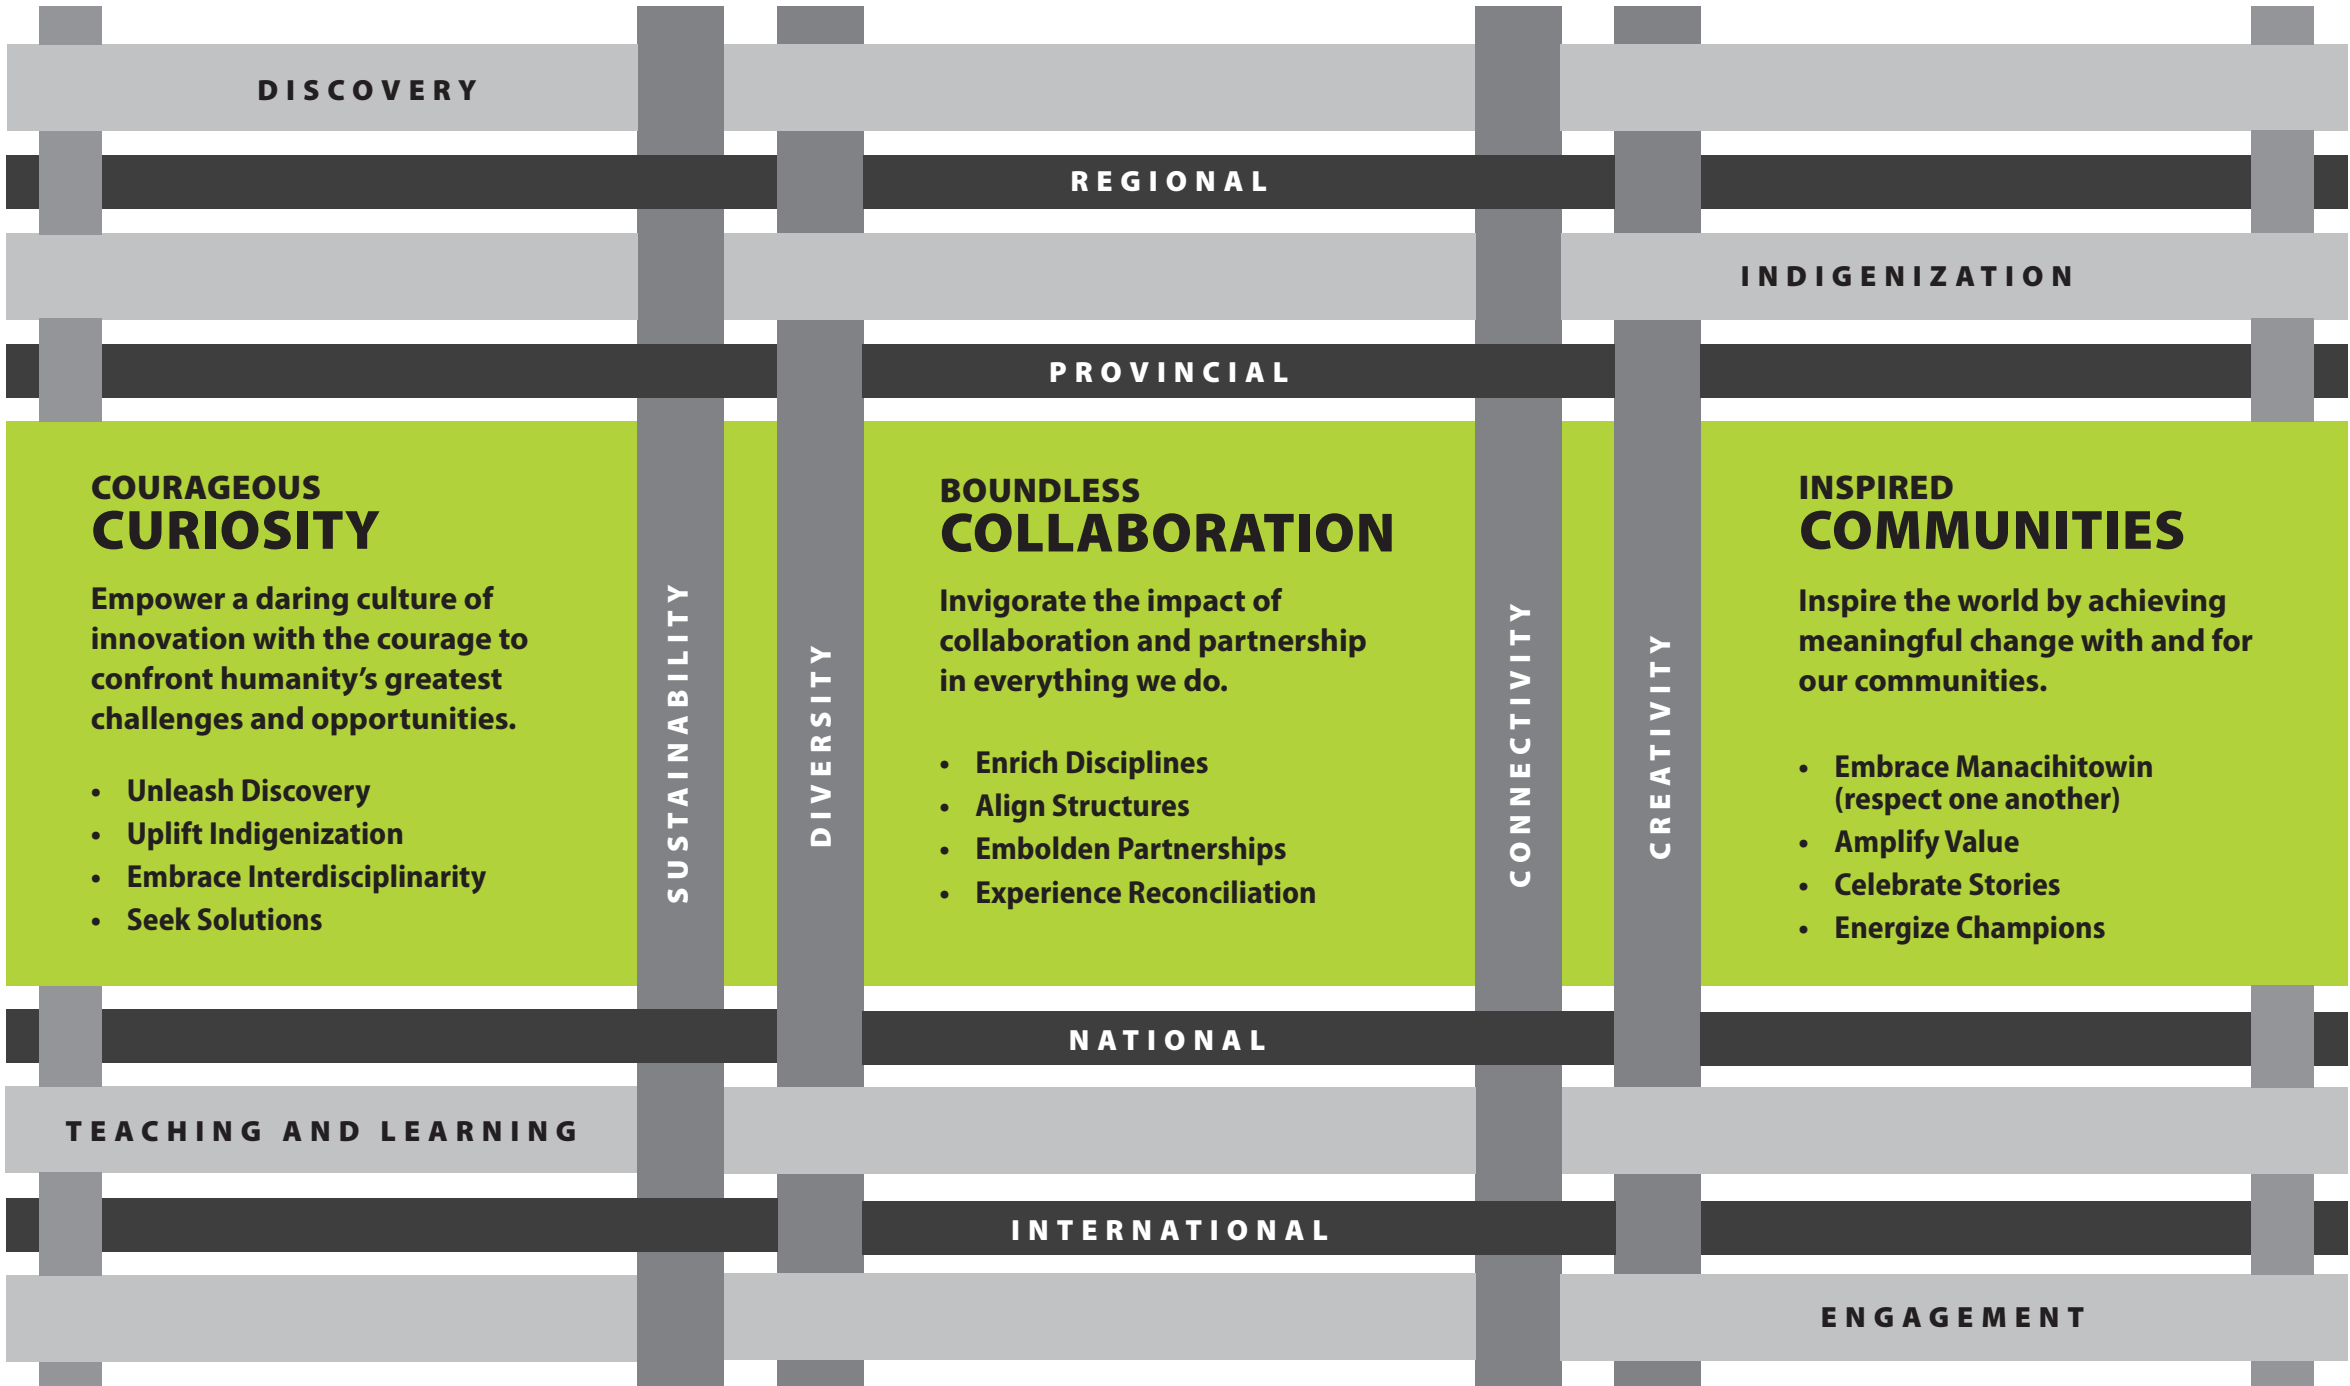 DISCOVERY
REGIONAL
INDIGENIZATION
PROVINCIAL
COURAGEOUS
CURIOSITY
Empower a daring culture of
innovation with the courage to
confront humanity’s greatest
challenges and opportunities.
• Unleash Discovery
• Uplift Indigenization
• Embrace Interdisciplinarity
• Seek Solutions
SUSTAINABILITY
DIVERSITY
BOUNDLESS
COLLABORATION
Invigorate the impact of
collaboration and partnership
in everything we do.
• Enrich Disciplines
• Align Structures
• Embolden Partnerships
• Experience Reconciliation
CONNECTIVITY
CREATIVITY
INSPIRED
COMMUNITIES
Inspire the world by achieving
meaningful change with and for
our communities.
• Embrace Manacihitowin
(respect one another)
• Amplify Value
• Celebrate Stories
• Energize Champions
NATIONAL
TEACHING AND LEARNING
INTERNATIONAL
ENGAGEMENT